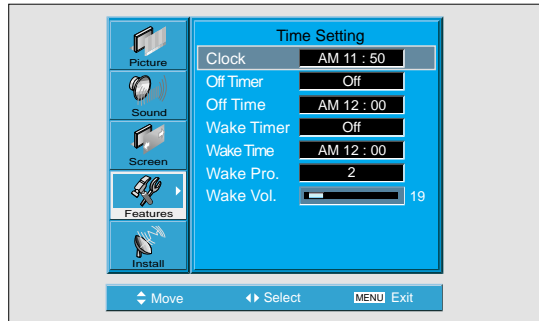 Picture
Sound
Screen
Features
Install
Time Setting
Clock AM 11 : 50
Off Timer Off
Off Time AM 12 : 00
Wake Timer Off
Wake Time AM 12 : 00
Wake Pro. 2
Wake Vol. 19
Move Select MENU Exit